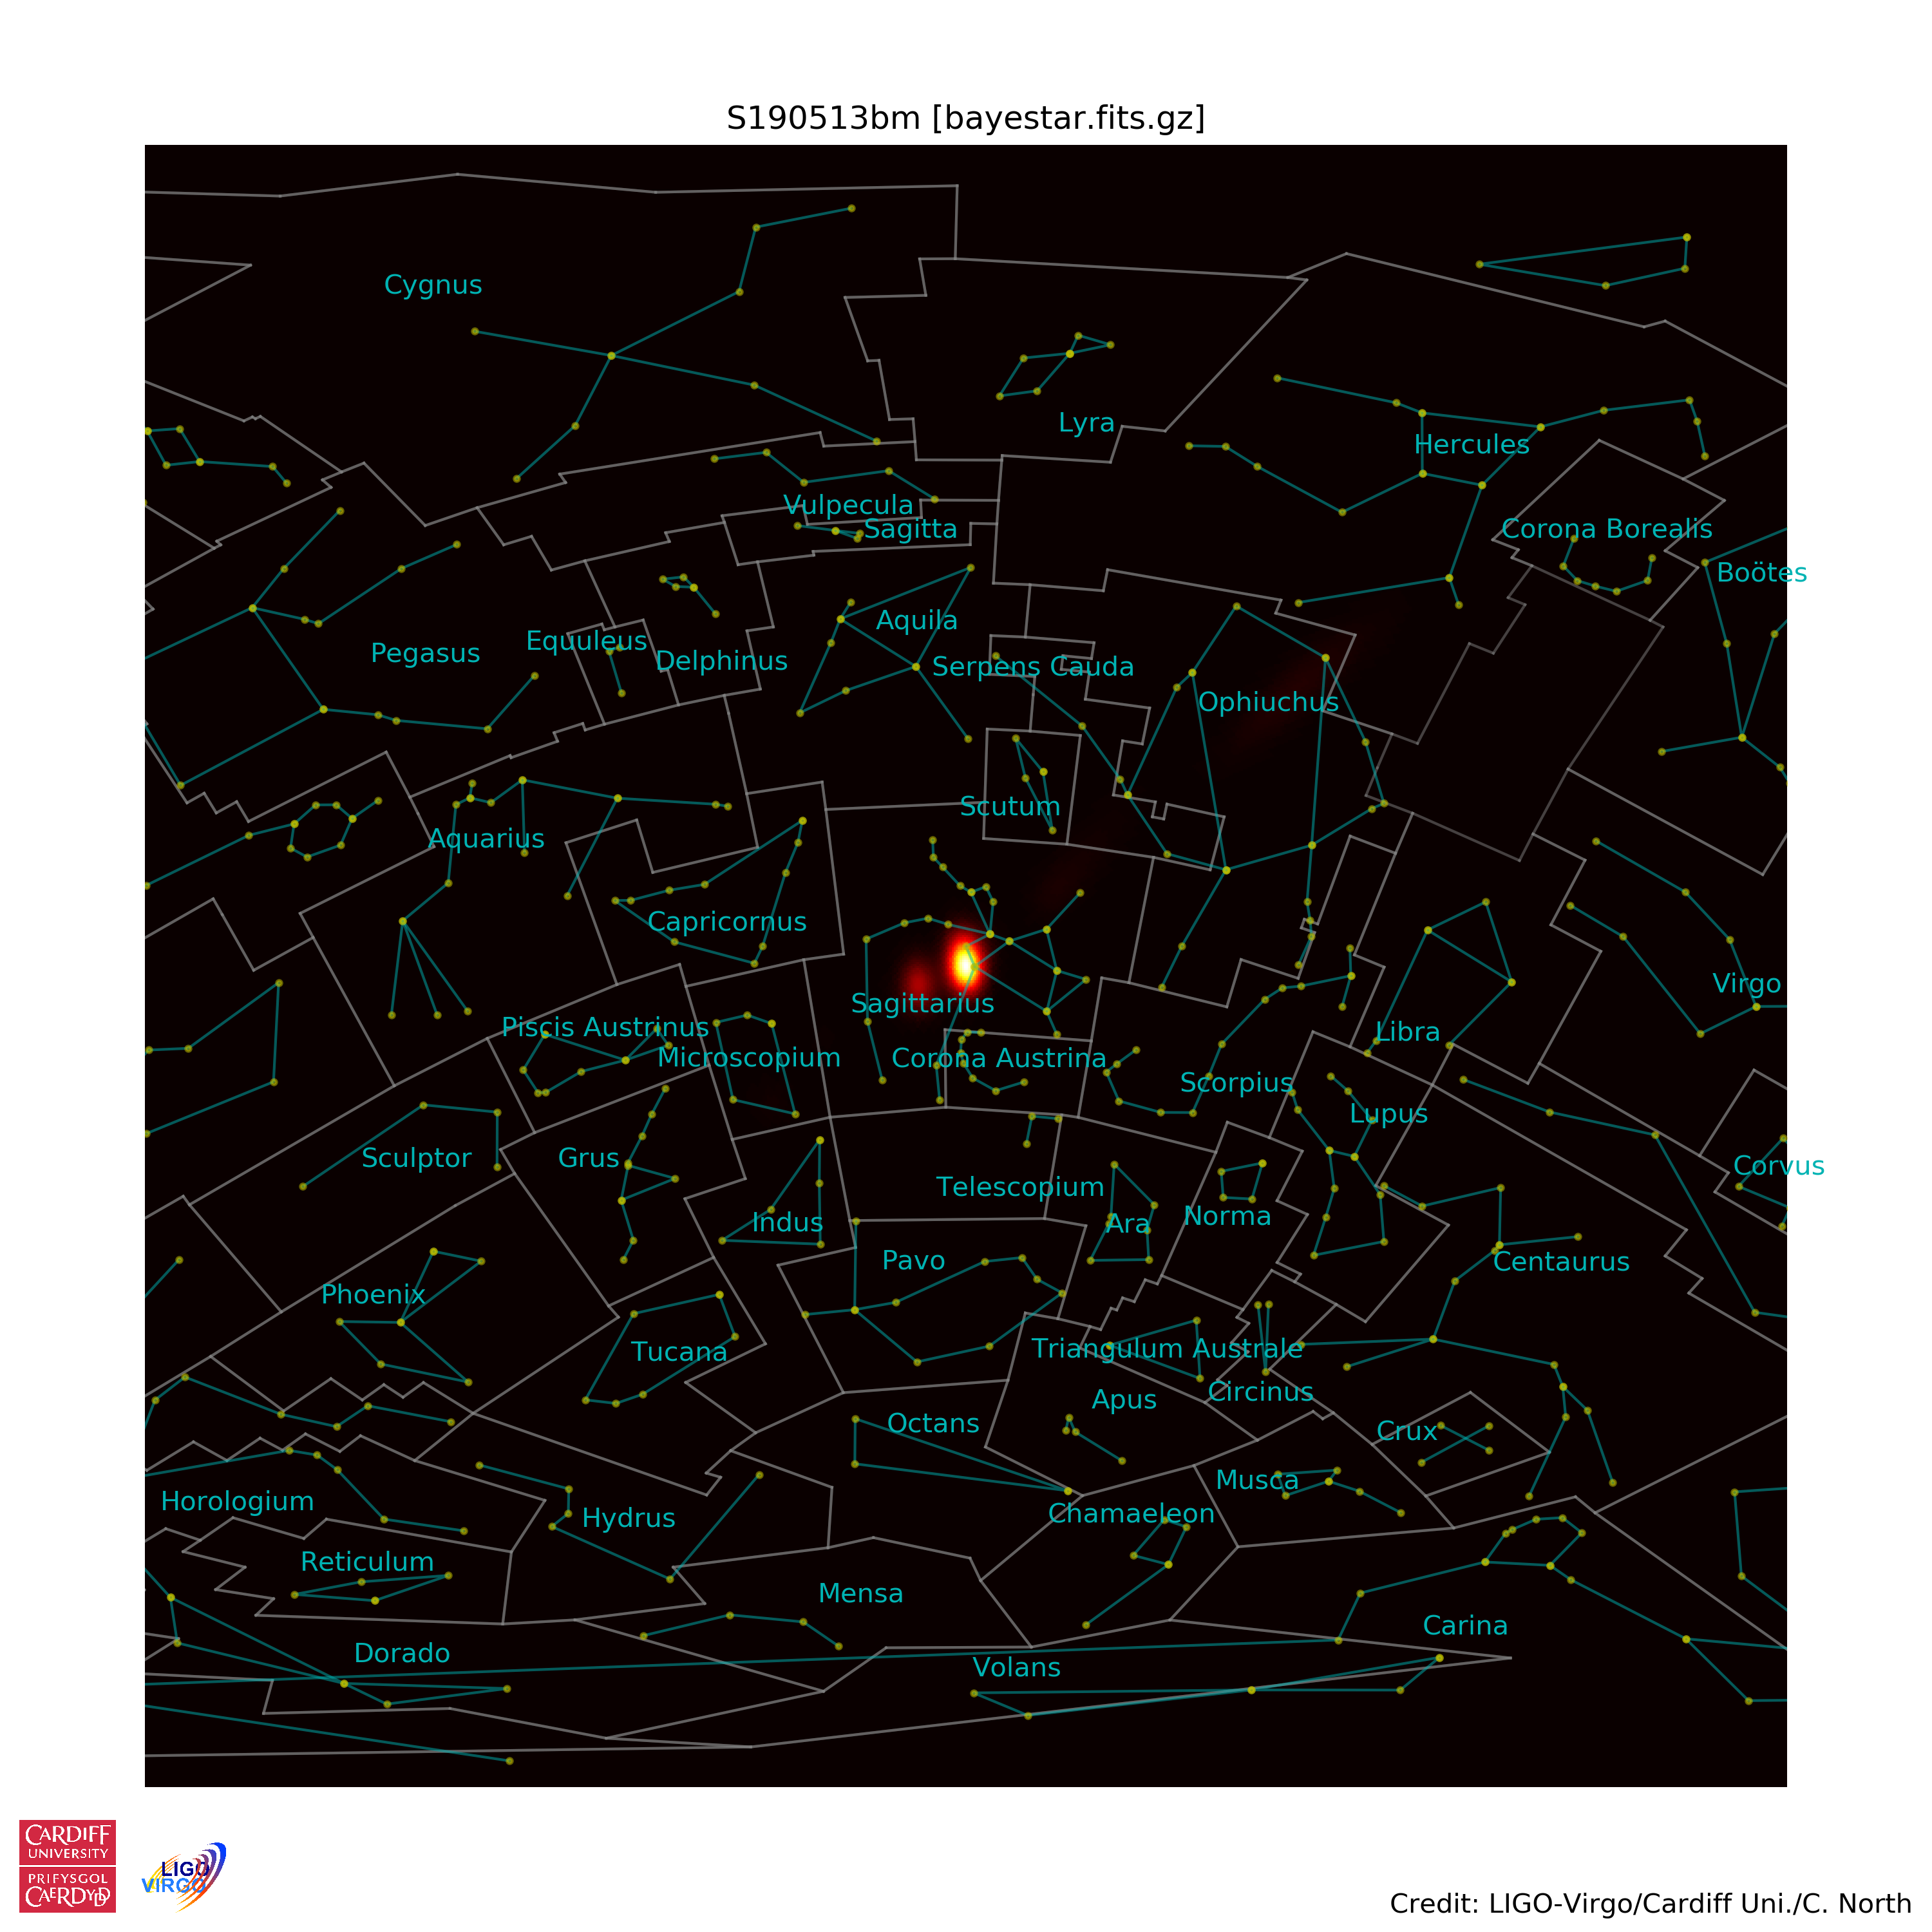 S190513bm [bayestar.fits.gz]
Cygnus
Lyra
Hercules
Vulpecula
Sagitta
Corona Borealis
Boötes
Aquila
Equuleus
Pegasus
Delphinus
Serpens Cauda
Ophiuchus
Scutum
Aquarius
Capricornus
Virgo
Sagittarius
Piscis Austrinus
Libra
Microscopium
Corona Austrina
Scorpius
Lupus
Sculptor
Grus
Corvus
Telescopium
Indus
Ara
Norma
Pavo
Centaurus
Phoenix
Tucana
Triangulum Australe
Circinus
Apus
Octans
Crux
Musca
Horologium
Hydrus
Chamaeleon
Reticulum
Mensa
Carina
Dorado
Volans
CARDIFF
UNIVERSITY
PRIFYSGOL
CAERDYDD
LIGO
VIRGO
Credit: LIGO-Virgo/Cardiff Uni./C. North